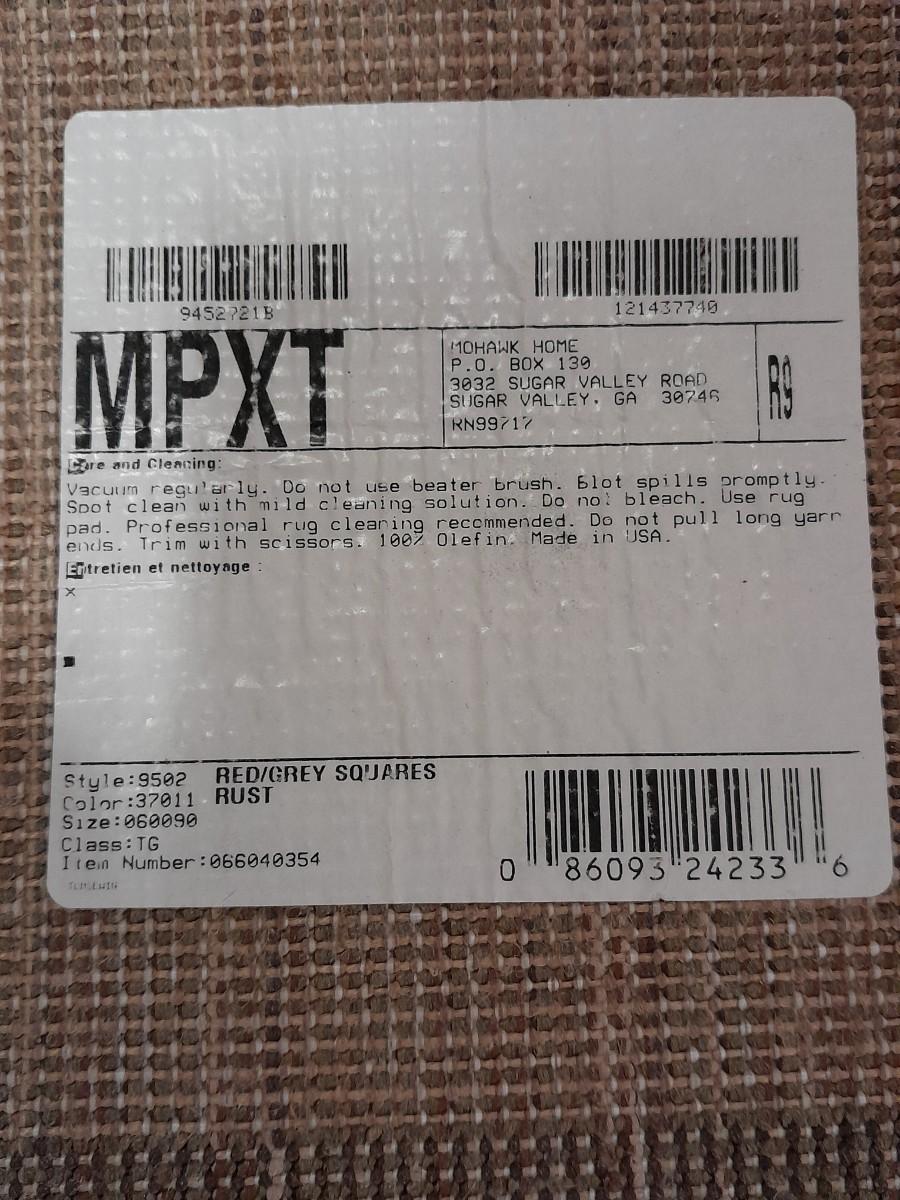 9452721B
121437740
MPXT
MOHAWK HOME
P.O. BOX 130
3032 SUGAR VALLEY ROAD
SUGAR VALLEY, GA 30746
RN99717
R9
Care and Cleaning:
Vacuum regularly. Do not use beater brush. Blot spills promptly.
Spot clean with mild cleaning solution. Do not bleach. Use rug
pad. Professional rug cleaning recommended. Do not pull long yarn
ends. Trim with scissors. 100% Olefin. Made in USA.
Entretien et nettoyage :
x
Style:9502 RED/GREY SQUARES
Color:37011 RUST
Size:060090
Class:TG
Item Number:066040354
0 86093 24233 6